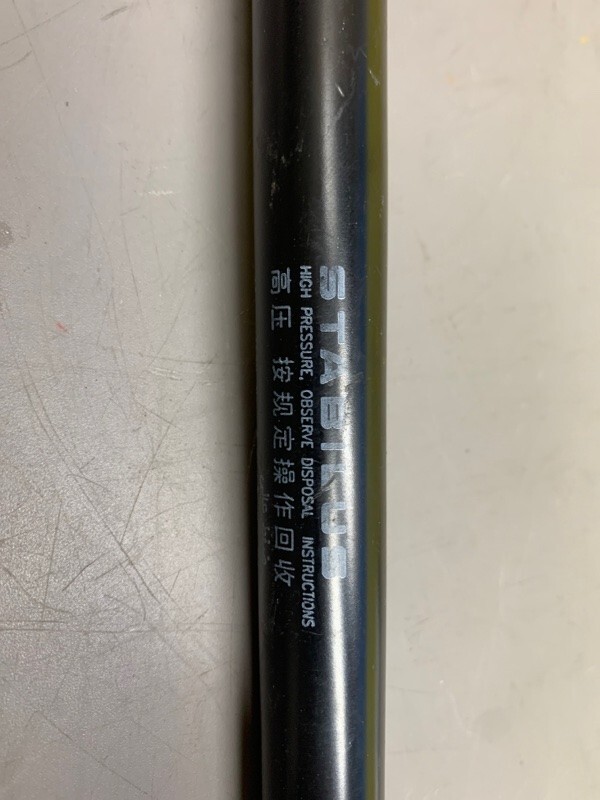 STABILUS
HIGH PRESSURE, OBSERVE DISPOSAL INSTRUCTIONS/
高压 按规定操作回收